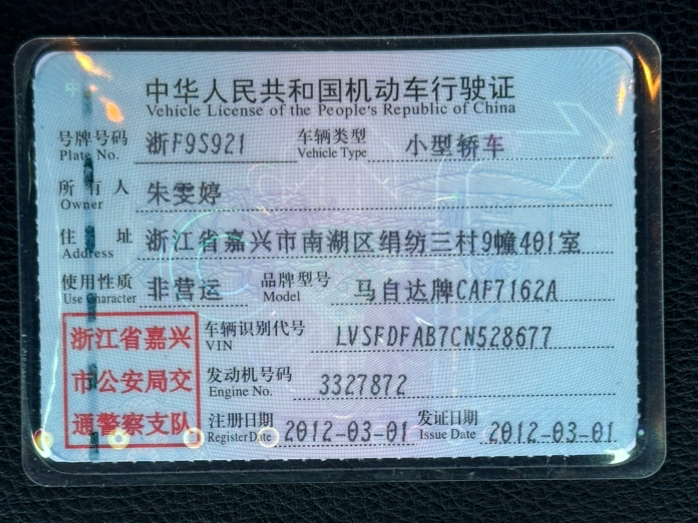 中华人民共和国机动车行驶证
Vehicle License of the People's Republic of China
号牌号码 浙F9S921 车辆类型 小型轿车
Plate No. Vehicle Type
所有人 朱雯婷
Owner
住址 浙江省嘉兴市南湖区绢纺三村9幢401室
Address
使用性质 非营运 品牌型号 马自达牌CAF7162A
Use Character Model
浙江省嘉兴
市公安局交
通警察支队
车辆识别代号 LVSFDFAB7CN528677
VIN
发动机号码 3327872
Engine No.
注册日期 2012-03-01 发证日期 2012-03-01
Register Date Issue Date